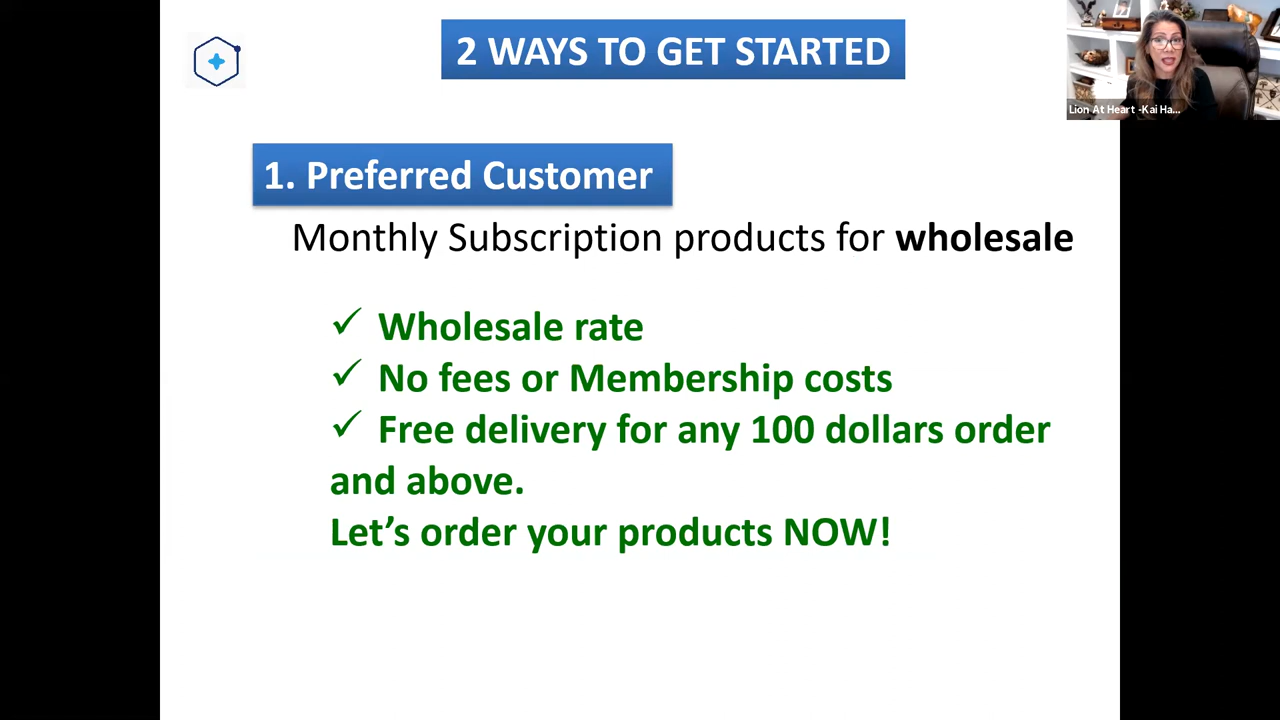 2 WAYS TO GET STARTED
Lion At Heart -Kai Ha...
1. Preferred Customer
Monthly Subscription products for wholesale
✓ Wholesale rate
✓ No fees or Membership costs
✓ Free delivery for any 100 dollars order
and above.
Let’s order your products NOW!